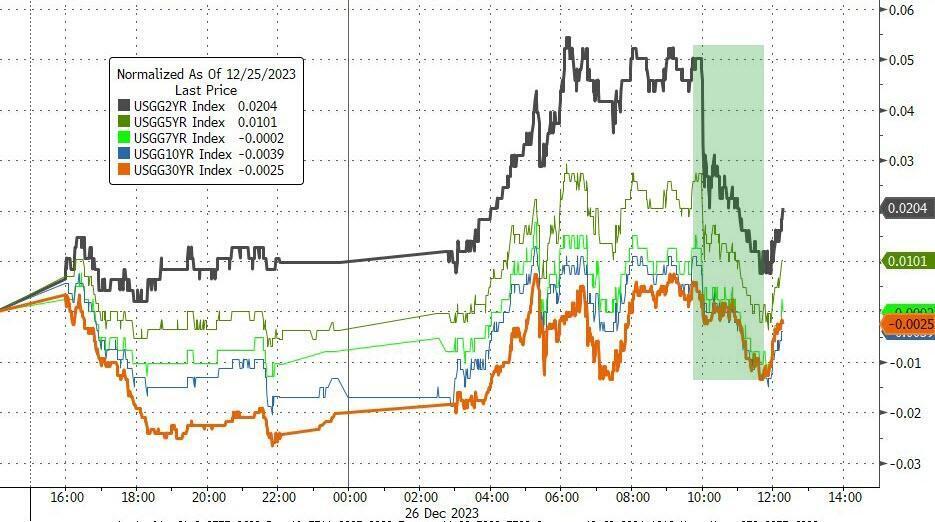 Normalized As Of 12/25/2023
Last Price
USGG2YR Index 0.0204
USGG5YR Index 0.0101
USGG7YR Index -0.0002
USGG10YR Index -0.0039
USGG30YR Index -0.0025
0.06
0.05
0.04
0.03
0.0204
0.0101
-0.0002
-0.0025
-0.01
-0.02
-0.03
16:00 18:00 20:00 22:00 00:00 02:00 04:00 06:00 08:00 10:00 12:00 14:00
26 Dec 2023